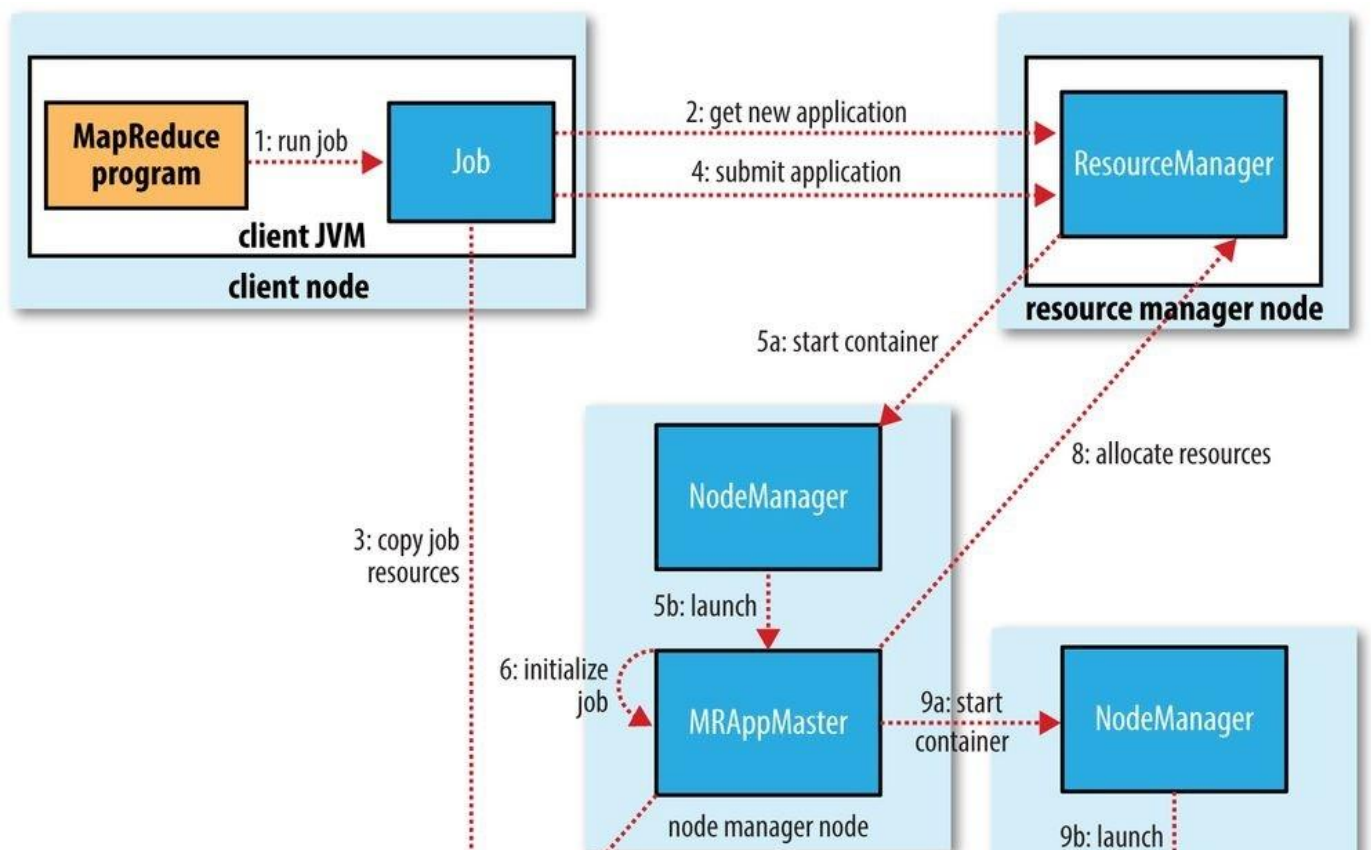 MapReduce
program
1: run job
Job
client JVM
client node
2: get new application
4: submit application
ResourceManager
resource manager node
5a: start container
8: allocate resources
3: copy job
resources
NodeManager
5b: launch
6: initialize
job
MRAppMaster
node manager node
9a: start
container
NodeManager
9b: launch